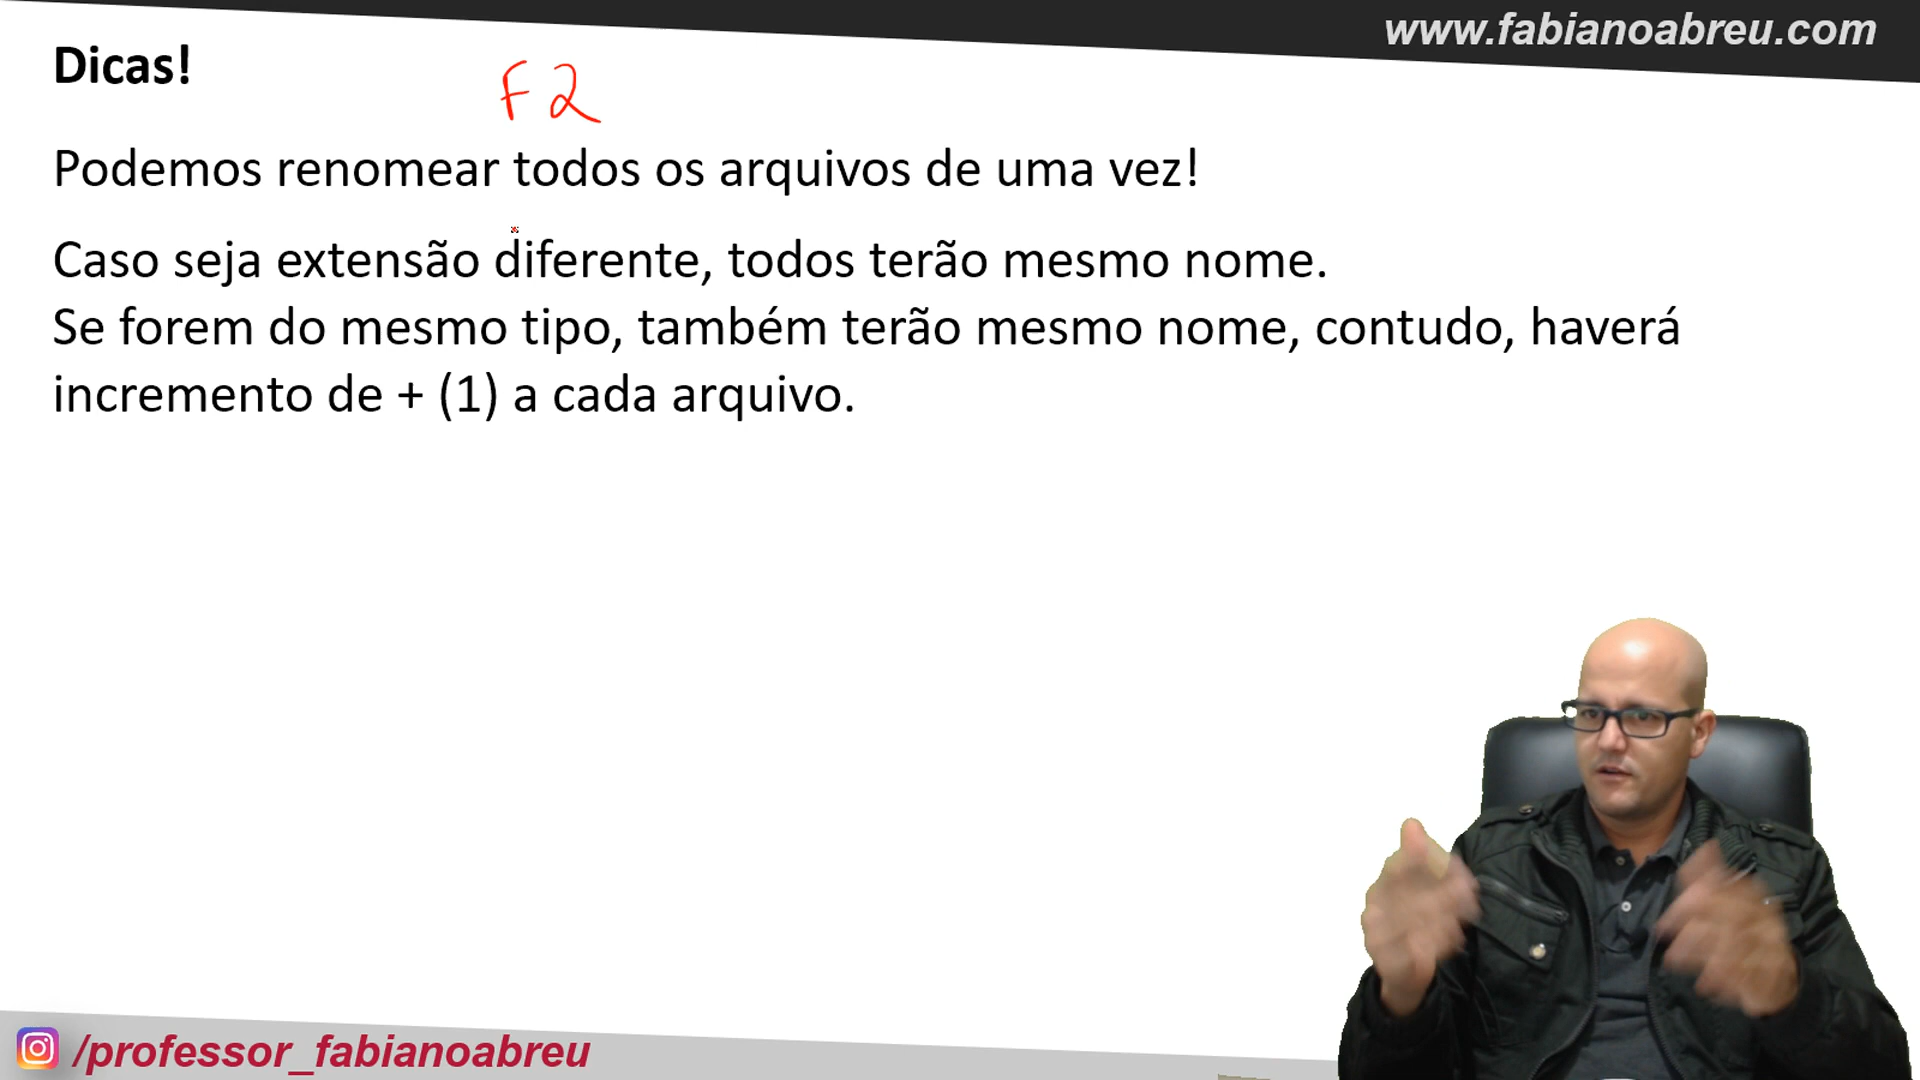 www.fabianoabreu.com
Dicas!
F2
Podemos renomear todos os arquivos de uma vez!
Caso seja extensão diferente, todos terão mesmo nome.
Se forem do mesmo tipo, também terão mesmo nome, contudo, haverá
incremento de + (1) a cada arquivo.
/professor_fabianoabreu